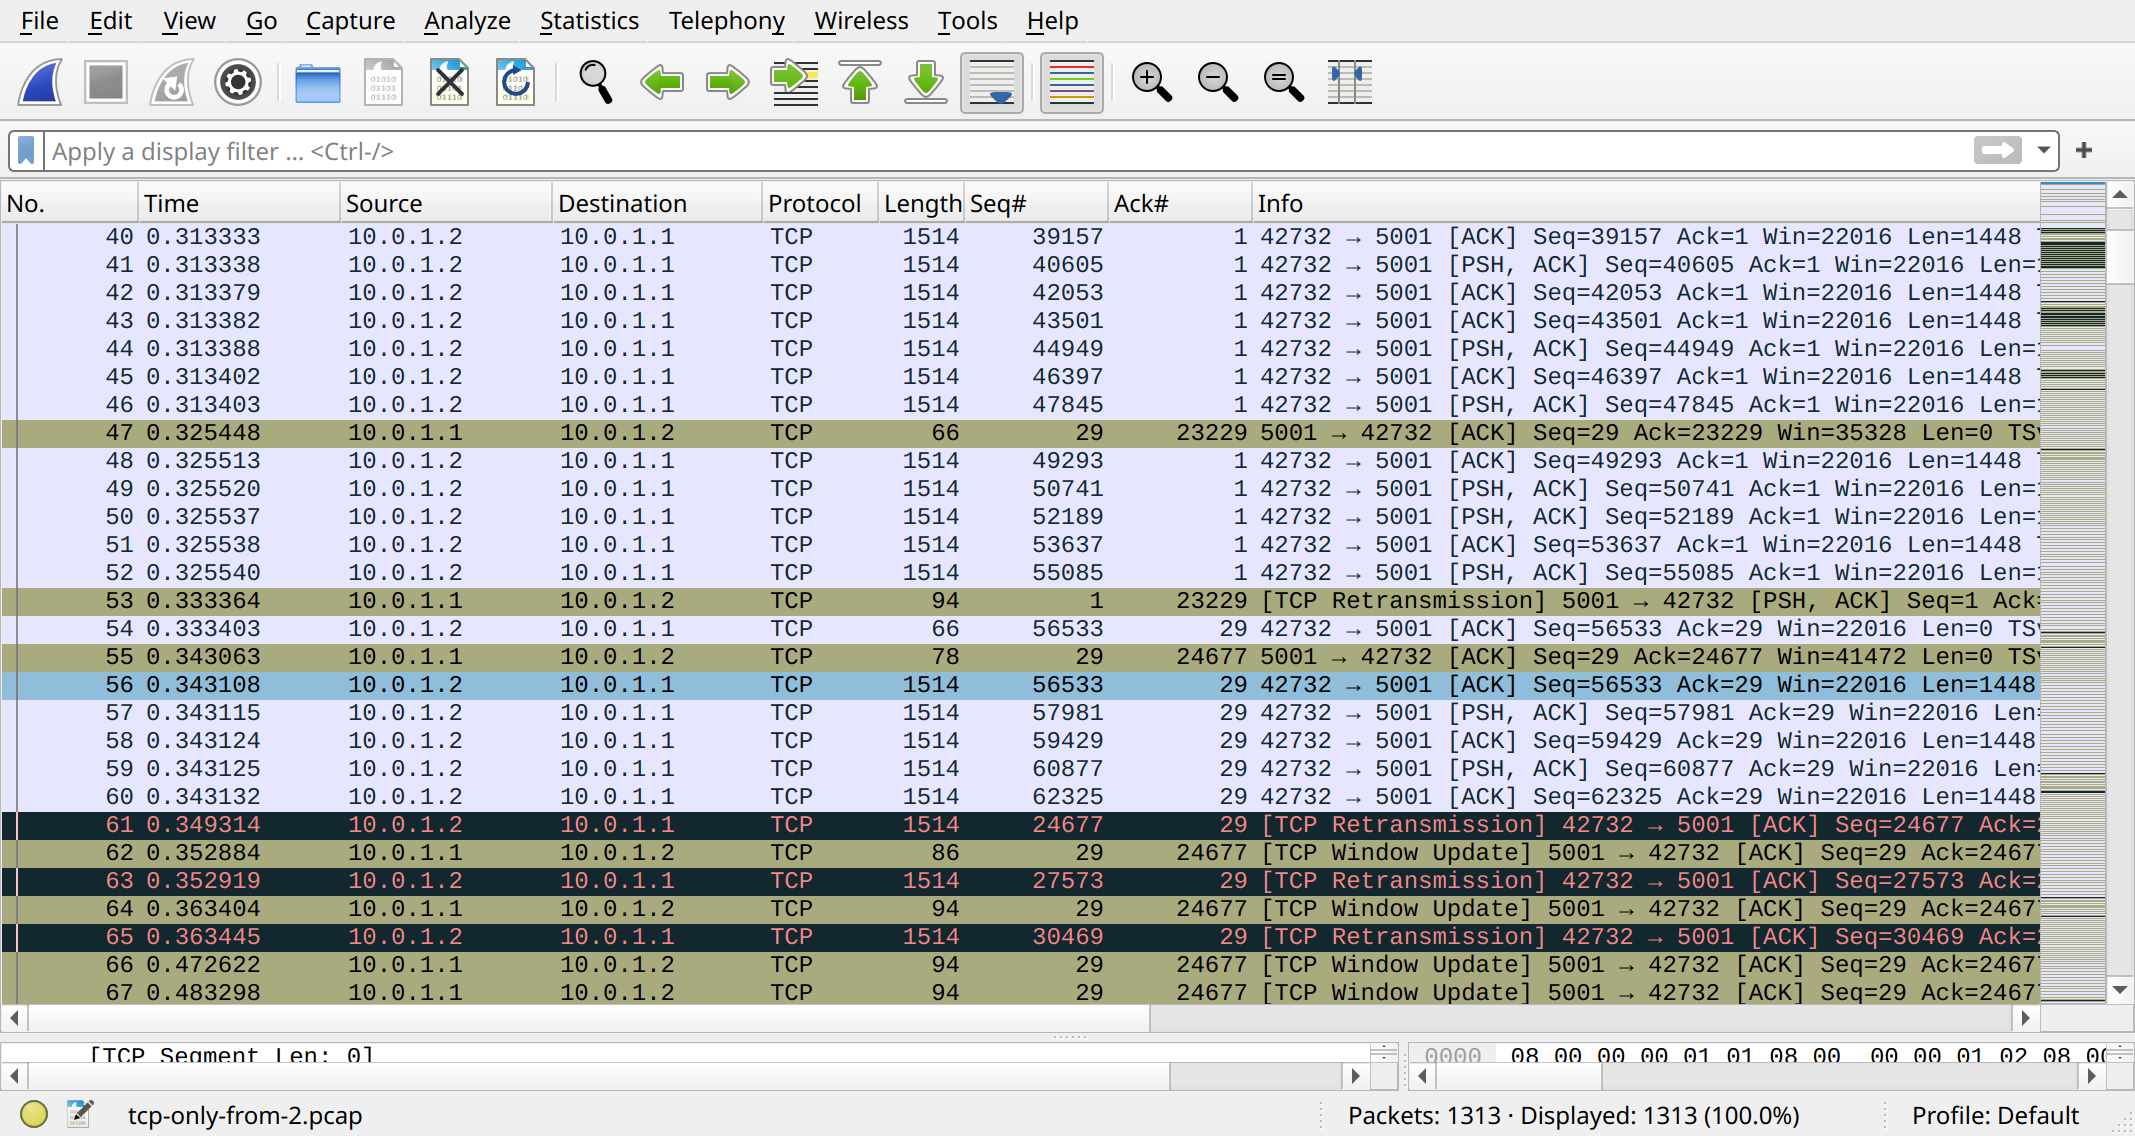 File Edit View Go Capture Analyze Statistics Telephony Wireless Tools Help
Apply a display filter ... <Ctrl-/>
No. Time Source Destination Protocol Length Seq# Ack# Info
40 0.313333 10.0.1.2 10.0.1.1 TCP 1514 39157 1 42732 → 5001 [ACK] Seq=39157 Ack=1 Win=22016 Len=1448
41 0.313338 10.0.1.2 10.0.1.1 TCP 1514 40605 1 42732 → 5001 [PSH, ACK] Seq=40605 Ack=1 Win=22016 Len=
42 0.313379 10.0.1.2 10.0.1.1 TCP 1514 42053 1 42732 → 5001 [ACK] Seq=42053 Ack=1 Win=22016 Len=1448
43 0.313382 10.0.1.2 10.0.1.1 TCP 1514 43501 1 42732 → 5001 [ACK] Seq=43501 Ack=1 Win=22016 Len=1448
44 0.313388 10.0.1.2 10.0.1.1 TCP 1514 44949 1 42732 → 5001 [PSH, ACK] Seq=44949 Ack=1 Win=22016 Len=
45 0.313402 10.0.1.2 10.0.1.1 TCP 1514 46397 1 42732 → 5001 [ACK] Seq=46397 Ack=1 Win=22016 Len=1448
46 0.313403 10.0.1.2 10.0.1.1 TCP 1514 47845 1 42732 → 5001 [PSH, ACK] Seq=47845 Ack=1 Win=22016 Len=
47 0.325448 10.0.1.1 10.0.1.2 TCP 66 29 23229 5001 → 42732 [ACK] Seq=29 Ack=23229 Win=35328 Len=0 TS
48 0.325513 10.0.1.2 10.0.1.1 TCP 1514 49293 1 42732 → 5001 [ACK] Seq=49293 Ack=1 Win=22016 Len=1448
49 0.325520 10.0.1.2 10.0.1.1 TCP 1514 50741 1 42732 → 5001 [PSH, ACK] Seq=50741 Ack=1 Win=22016 Len=
50 0.325537 10.0.1.2 10.0.1.1 TCP 1514 52189 1 42732 → 5001 [PSH, ACK] Seq=52189 Ack=1 Win=22016 Len=
51 0.325538 10.0.1.2 10.0.1.1 TCP 1514 53637 1 42732 → 5001 [ACK] Seq=53637 Ack=1 Win=22016 Len=1448
52 0.325540 10.0.1.2 10.0.1.1 TCP 1514 55085 1 42732 → 5001 [PSH, ACK] Seq=55085 Ack=1 Win=22016 Len=
53 0.333364 10.0.1.1 10.0.1.2 TCP 94 1 23229 [TCP Retransmission] 5001 → 42732 [PSH, ACK] Seq=1 Ack=
54 0.333403 10.0.1.2 10.0.1.1 TCP 66 56533 29 42732 → 5001 [ACK] Seq=56533 Ack=29 Win=22016 Len=0 TS
55 0.343063 10.0.1.1 10.0.1.2 TCP 78 29 24677 5001 → 42732 [ACK] Seq=29 Ack=24677 Win=41472 Len=0 TS
56 0.343108 10.0.1.2 10.0.1.1 TCP 1514 56533 29 42732 → 5001 [ACK] Seq=56533 Ack=29 Win=22016 Len=1448
57 0.343115 10.0.1.2 10.0.1.1 TCP 1514 57981 29 42732 → 5001 [PSH, ACK] Seq=57981 Ack=29 Win=22016 Len=
58 0.343124 10.0.1.2 10.0.1.1 TCP 1514 59429 29 42732 → 5001 [ACK] Seq=59429 Ack=29 Win=22016 Len=1448
59 0.343125 10.0.1.2 10.0.1.1 TCP 1514 60877 29 42732 → 5001 [PSH, ACK] Seq=60877 Ack=29 Win=22016 Len=
60 0.343132 10.0.1.2 10.0.1.1 TCP 1514 62325 29 42732 → 5001 [ACK] Seq=62325 Ack=29 Win=22016 Len=1448
61 0.349314 10.0.1.2 10.0.1.1 TCP 1514 24677 29 [TCP Retransmission] 42732 → 5001 [ACK] Seq=24677 Ack=
62 0.352884 10.0.1.1 10.0.1.2 TCP 86 29 24677 [TCP Window Update] 5001 → 42732 [ACK] Seq=29 Ack=2467
63 0.352919 10.0.1.2 10.0.1.1 TCP 1514 27573 29 [TCP Retransmission] 42732 → 5001 [ACK] Seq=27573 Ack=
64 0.363404 10.0.1.1 10.0.1.2 TCP 94 29 24677 [TCP Window Update] 5001 → 42732 [ACK] Seq=29 Ack=2467
65 0.363445 10.0.1.2 10.0.1.1 TCP 1514 30469 29 [TCP Retransmission] 42732 → 5001 [ACK] Seq=30469 Ack=
66 0.472622 10.0.1.1 10.0.1.2 TCP 94 29 24677 [TCP Window Update] 5001 → 42732 [ACK] Seq=29 Ack=2467
67 0.483298 10.0.1.1 10.0.1.2 TCP 94 29 24677 [TCP Window Update] 5001 → 42732 [ACK] Seq=29 Ack=2467
[TCP Segment Len: 0]
0000 08 00 00 00 01 01 08 00 00 00 01 02 08 00
tcp-only-from-2.pcap
Packets: 1313 · Displayed: 1313 (100.0%)
Profile: Default